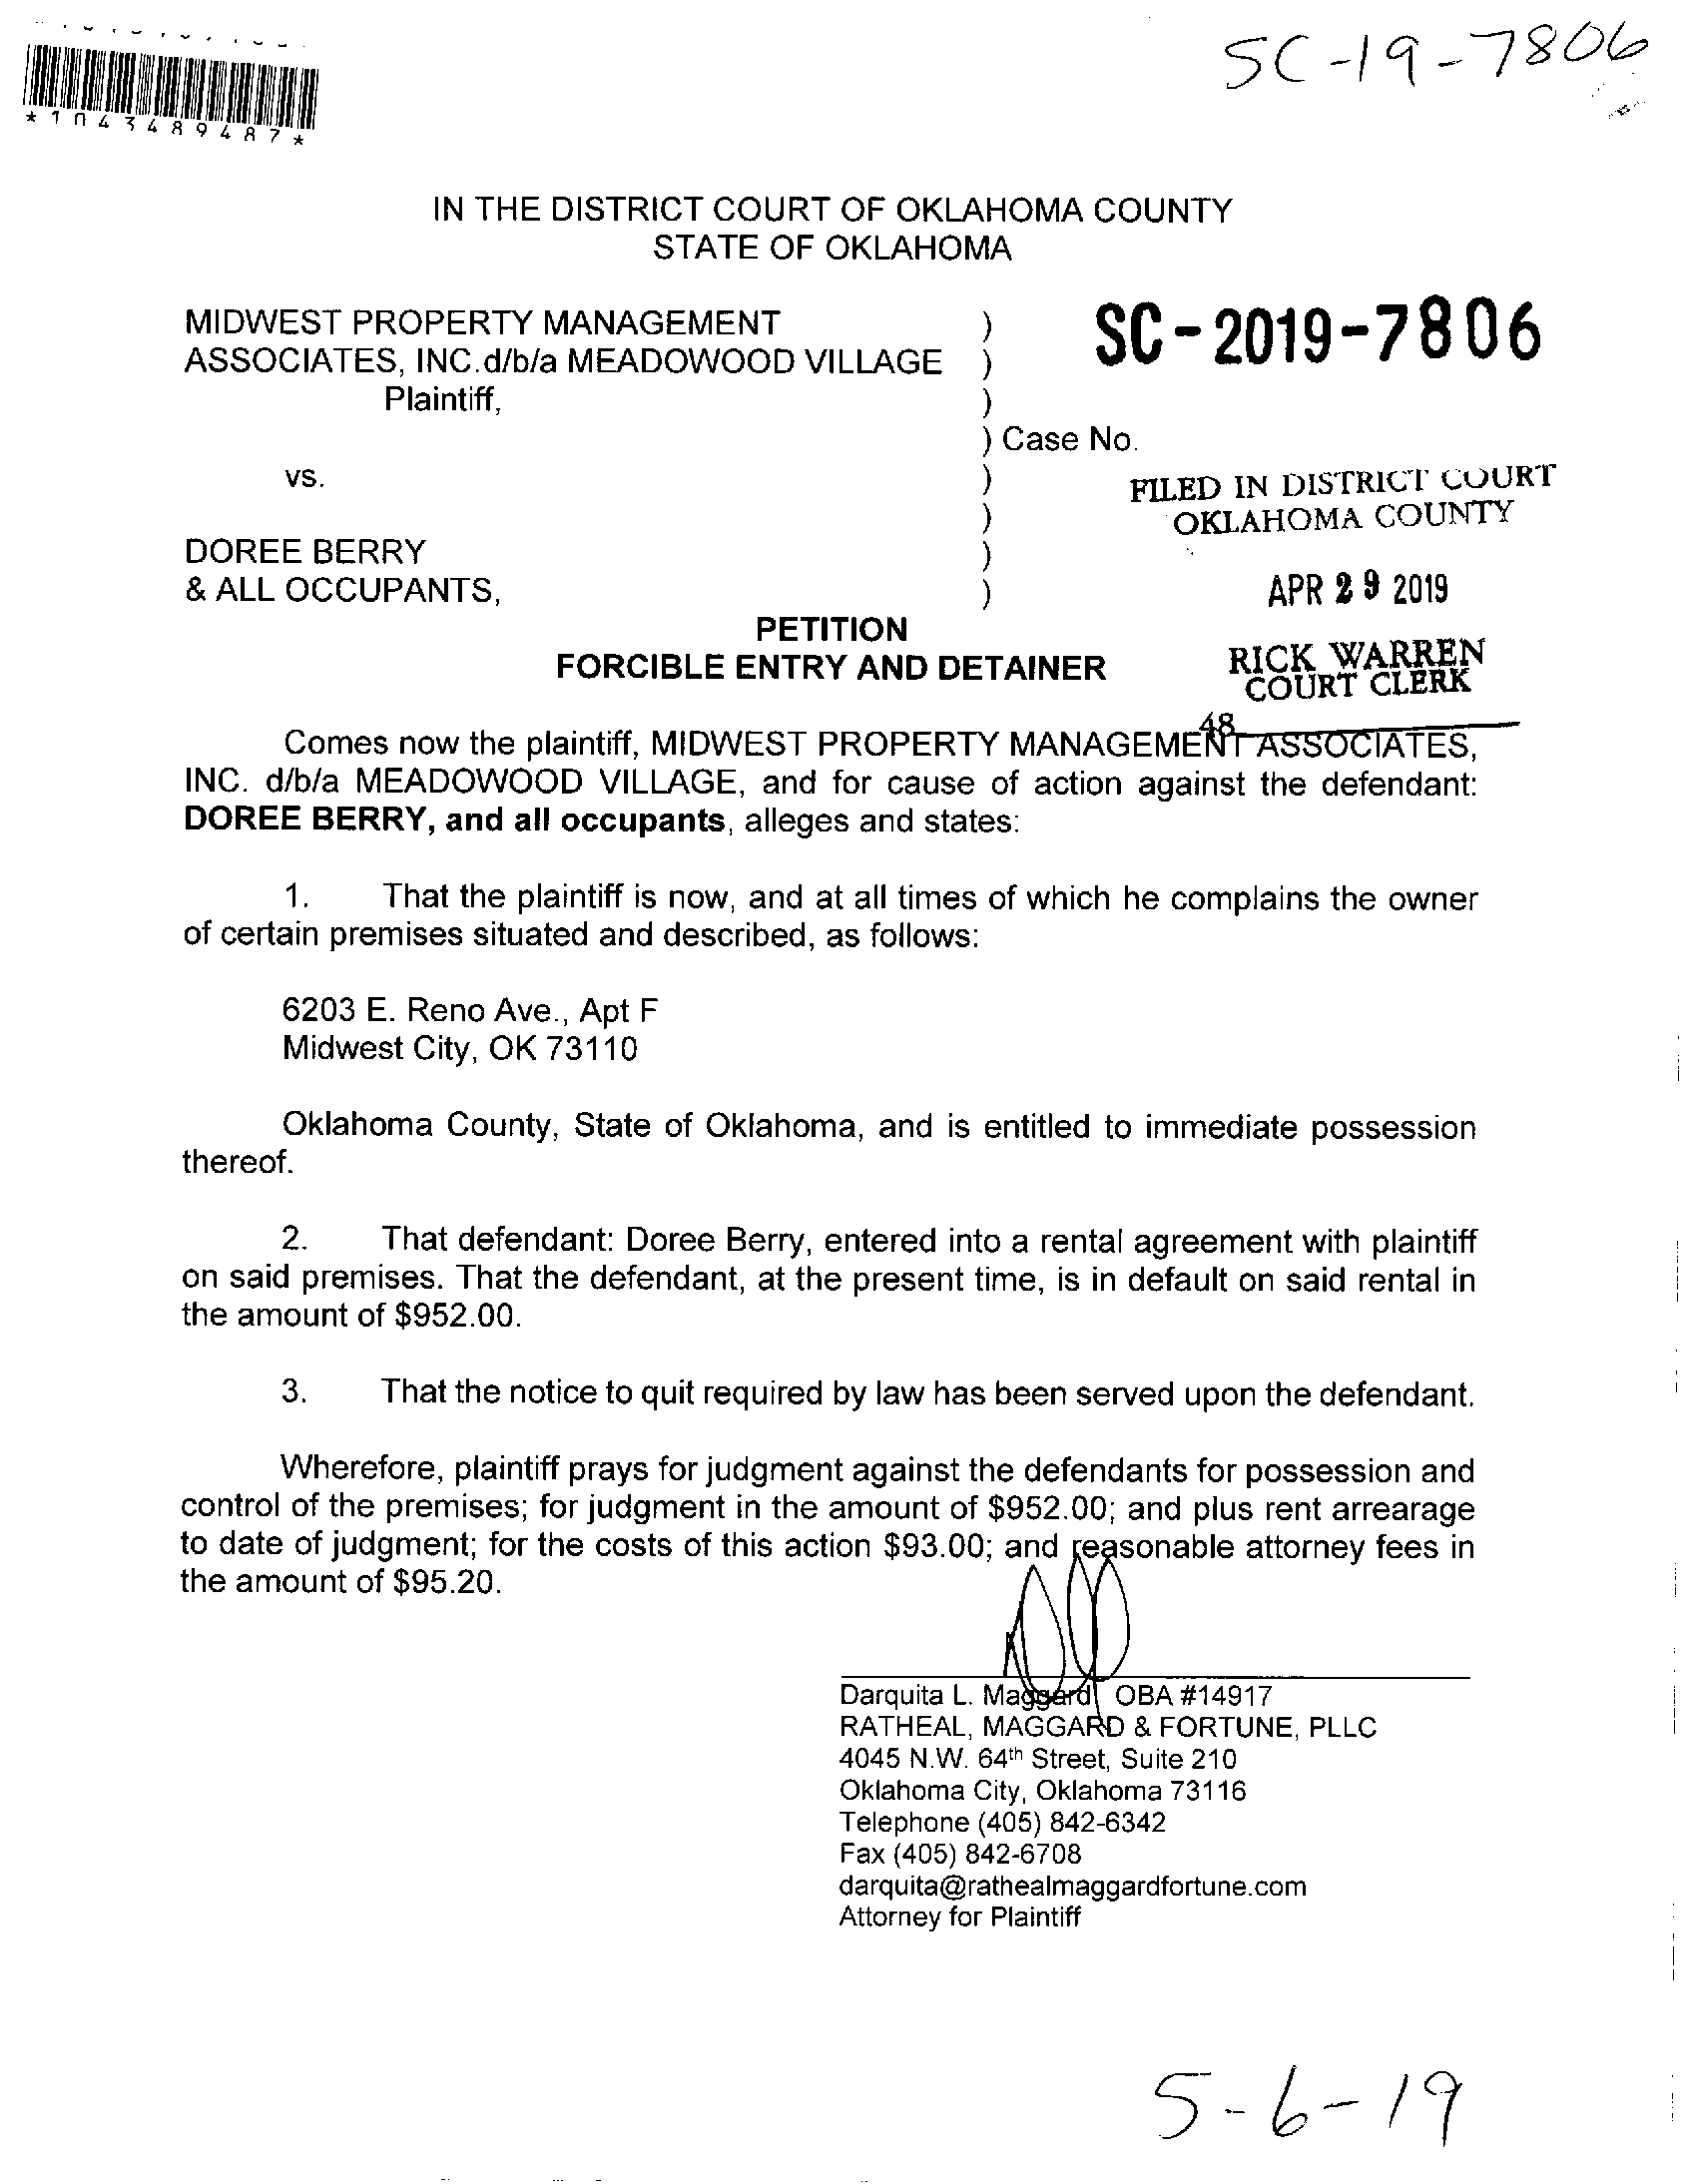 SC-19-7806
*1043489487*
IN THE DISTRICT COURT OF OKLAHOMA COUNTY
STATE OF OKLAHOMA
MIDWEST PROPERTY MANAGEMENT )
ASSOCIATES, INC.d/b/a MEADOWOOD VILLAGE )
Plaintiff, )
SC-2019-7806
) Case No.
vs. )
)
DOREE BERRY )
& ALL OCCUPANTS, )
FILED IN DISTRICT COURT
OKLAHOMA COUNTY
APR 29 2019
RICK WARREN
COURT CLERK
48
PETITION
FORCIBLE ENTRY AND DETAINER
Comes now the plaintiff, MIDWEST PROPERTY MANAGEMENT ASSOCIATES,
INC. d/b/a MEADOWOOD VILLAGE, and for cause of action against the defendant:
DOREE BERRY, and all occupants, alleges and states:
1. That the plaintiff is now, and at all times of which he complains the owner
of certain premises situated and described, as follows:
6203 E. Reno Ave., Apt F
Midwest City, OK 73110
Oklahoma County, State of Oklahoma, and is entitled to immediate possession
thereof.
2. That defendant: Doree Berry, entered into a rental agreement with plaintiff
on said premises. That the defendant, at the present time, is in default on said rental in
the amount of $952.00.
3. That the notice to quit required by law has been served upon the defendant.
Wherefore, plaintiff prays for judgment against the defendants for possession and
control of the premises; for judgment in the amount of $952.00; and plus rent arrearage
to date of judgment; for the costs of this action $93.00; and reasonable attorney fees in
the amount of $95.20.
Darquita L. Maggard OBA #14917
RATHEAL, MAGGARD & FORTUNE, PLLC
4045 N.W. 64th Street, Suite 210
Oklahoma City, Oklahoma 73116
Telephone (405) 842-6342
Fax (405) 842-6708
darquita@rathealmaggardfortune.com
Attorney for Plaintiff
5-6-19